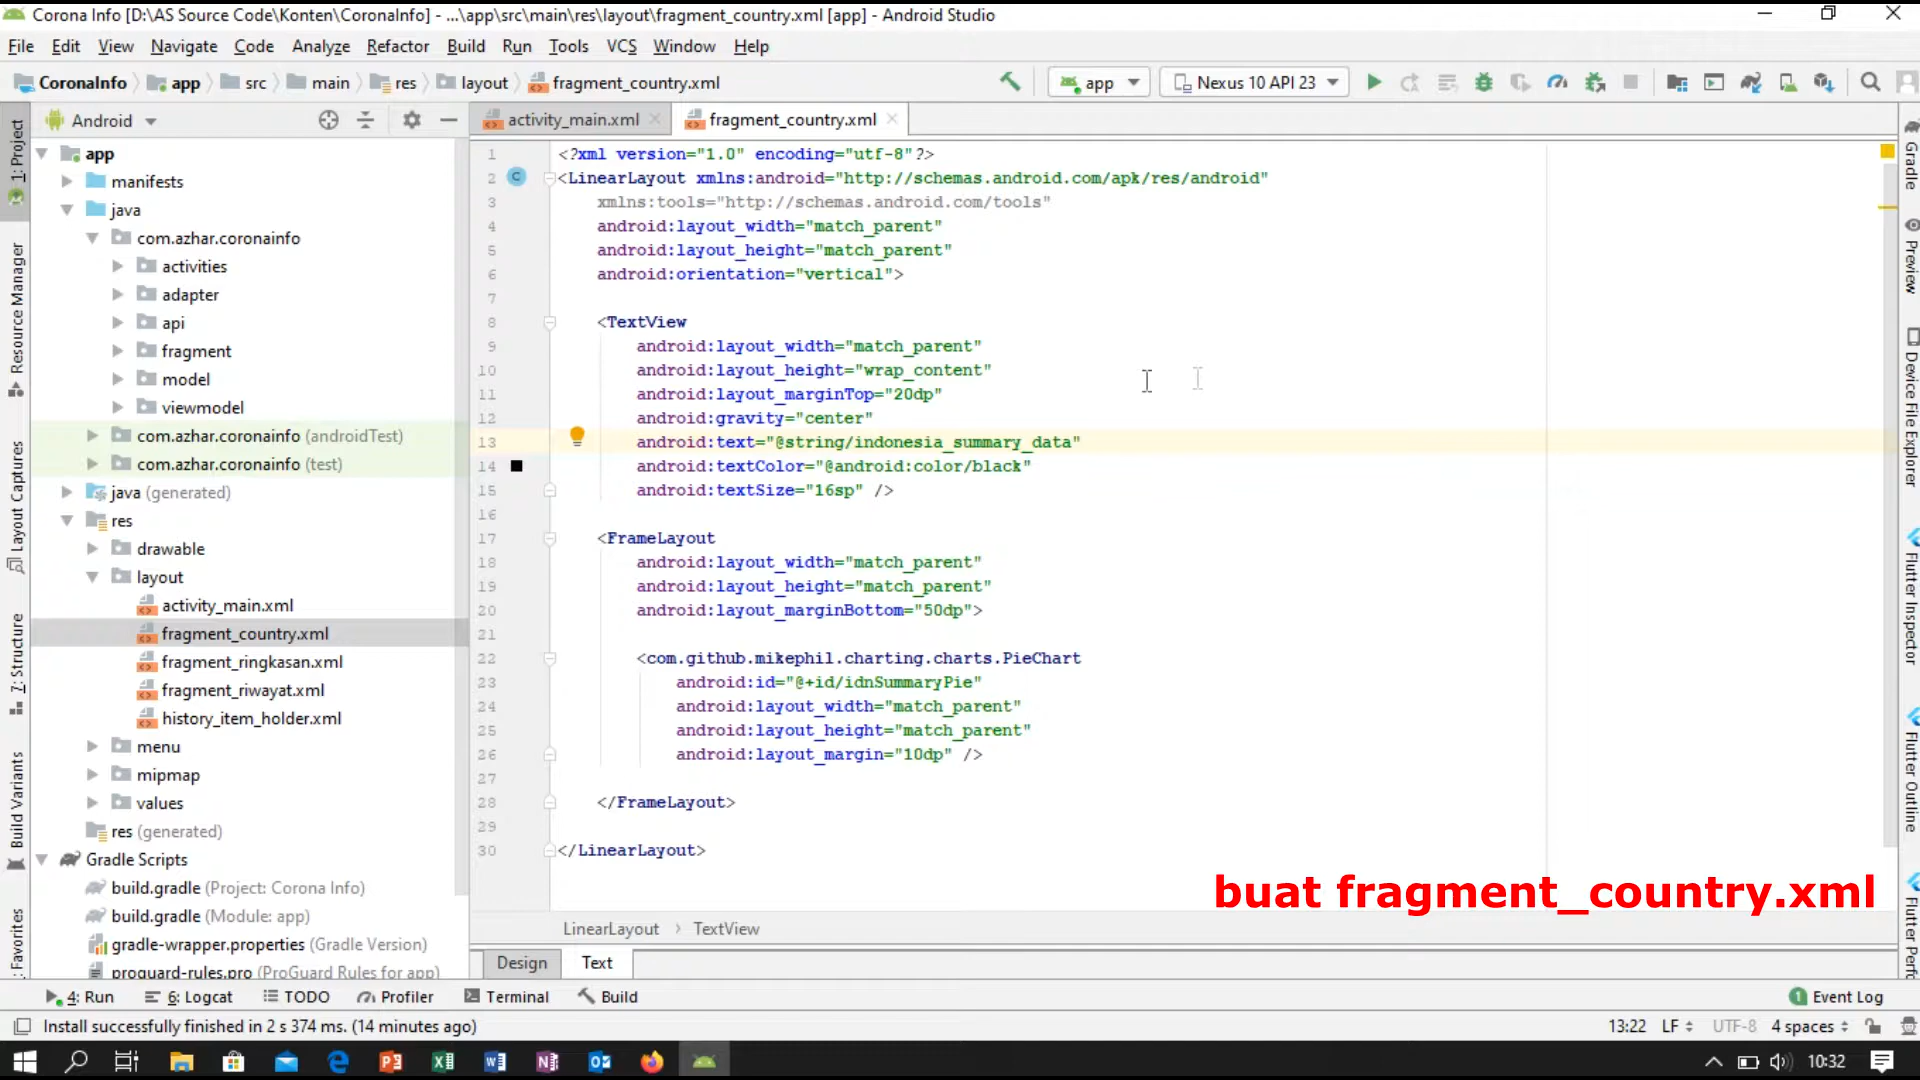 Corona Info [D:\AS Source Code\Konten\CoronaInfo] - ...\app\src\main\res\layout\fragment_country.xml [app] - Android Studio
File Edit View Navigate Code Analyze Refactor Build Run Tools VCS Window Help
CoronaInfo app src main res layout fragment_country.xml app Nexus 10 API 23
Android
activity_main.xml
fragment_country.xml
1: Project
Resource Manager
Layout Captures
7: Structure
Build Variants
Favorites
app
manifests
java
com.azhar.coronainfo
activities
adapter
api
fragment
model
viewmodel
com.azhar.coronainfo (androidTest)
com.azhar.coronainfo (test)
java (generated)
res
drawable
layout
activity_main.xml
fragment_country.xml
fragment_ringkasan.xml
fragment_riwayat.xml
history_item_holder.xml
menu
mipmap
values
res (generated)
Gradle Scripts
build.gradle (Project: Corona Info)
build.gradle (Module: app)
gradle-wrapper.properties (Gradle Version)
proguard-rules.pro (ProGuard Rules for app)
1 <?xml version="1.0" encoding="utf-8"?>
2 C <LinearLayout xmlns:android="http://schemas.android.com/apk/res/android"
3 xmlns:tools="http://schemas.android.com/tools"
4 android:layout_width="match_parent"
5 android:layout_height="match_parent"
6 android:orientation="vertical">
7
8 <TextView
9 android:layout_width="match_parent"
10 android:layout_height="wrap_content"
11 android:layout_marginTop="20dp"
12 android:gravity="center"
13 android:text="@string/indonesia_summary_data"
14 android:textColor="@android:color/black"
15 android:textSize="16sp" />
16
17 <FrameLayout
18 android:layout_width="match_parent"
19 android:layout_height="match_parent"
20 android:layout_marginBottom="50dp">
21
22 <com.github.mikephil.charting.charts.PieChart
23 android:id="@+id/idnSummaryPie"
24 android:layout_width="match_parent"
25 android:layout_height="match_parent"
26 android:layout_margin="10dp" />
27
28 </FrameLayout>
29
30 </LinearLayout>
buat fragment_country.xml
LinearLayout › TextView
Design Text
Gradle
Preview
Device File Explorer
Flutter Inspector
Flutter Outline
Flutter Perf
4: Run 6: Logcat TODO Profiler Terminal Build 1 Event Log
Install successfully finished in 2 s 374 ms. (14 minutes ago) 13:22 LF UTF-8 4 spaces
10:32